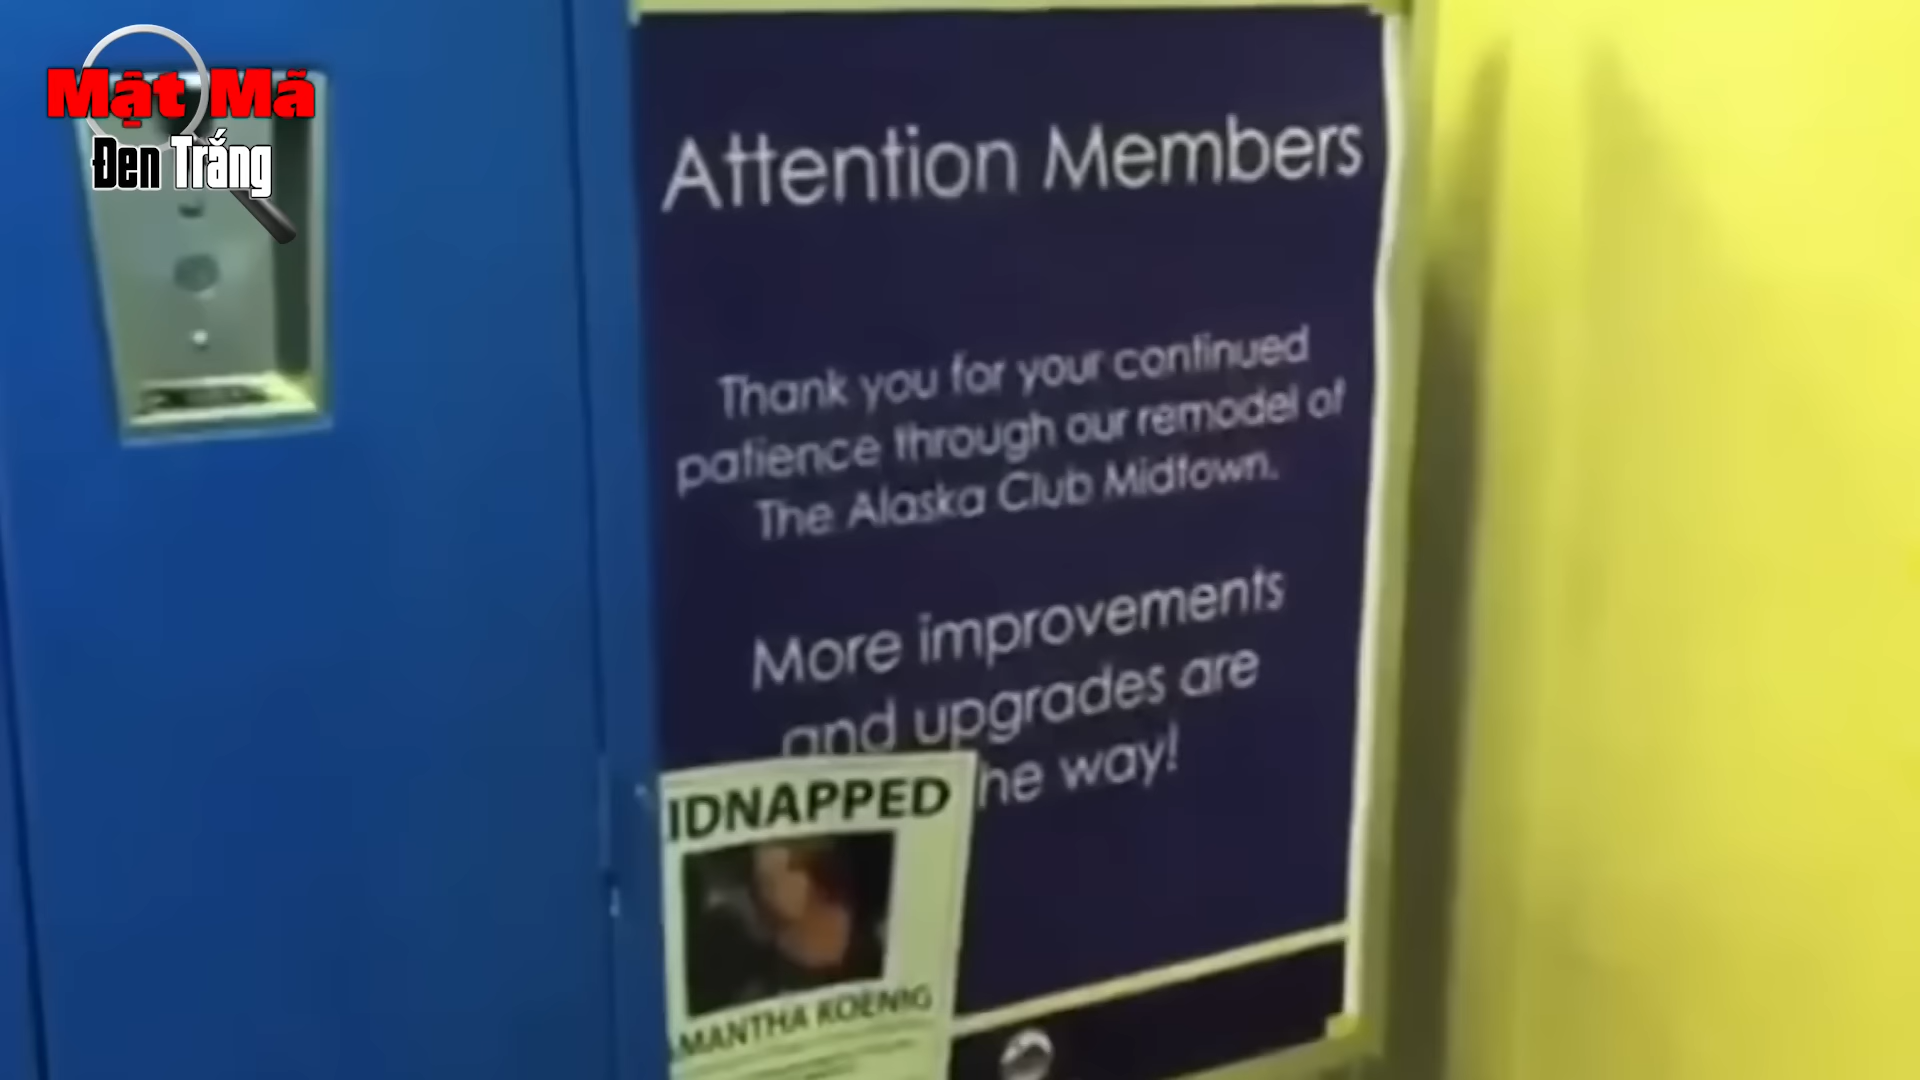 Mật Mã
Đen Trắng
Attention Members
Thank you for your continued
patience through our remodel of
The Alaska Club Midtown.
More improvements
and upgrades are
he way!
IDNAPPED
MANTHA KOENIG